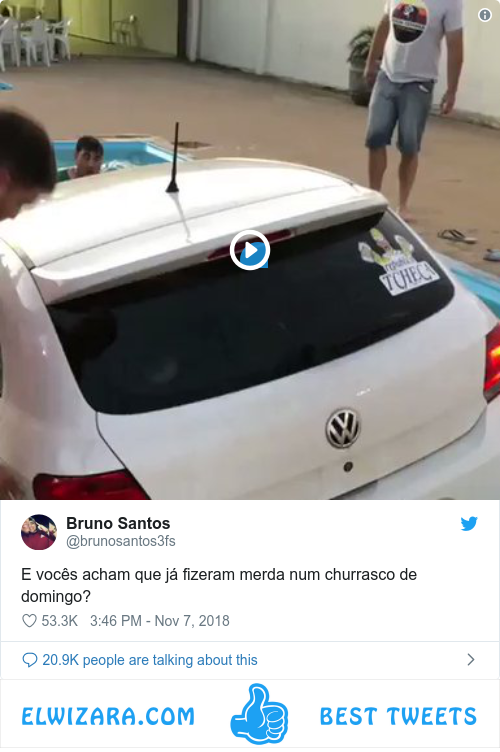 TCHECA
Bruno Santos
@brunosantos3fs
E vocês acham que já fizeram merda num churrasco de
domingo?
53.3K 3:46 PM - Nov 7, 2018
20.9K people are talking about this
ELWIZARA.COM BEST TWEETS